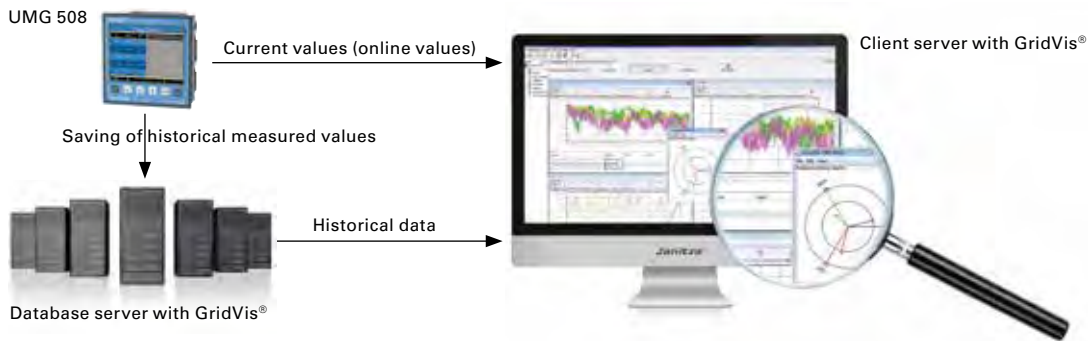 UMG 508
Current values (online values)
Client server with GridVis®
Saving of historical measured values
Historical data
Janitza
Database server with GridVis®